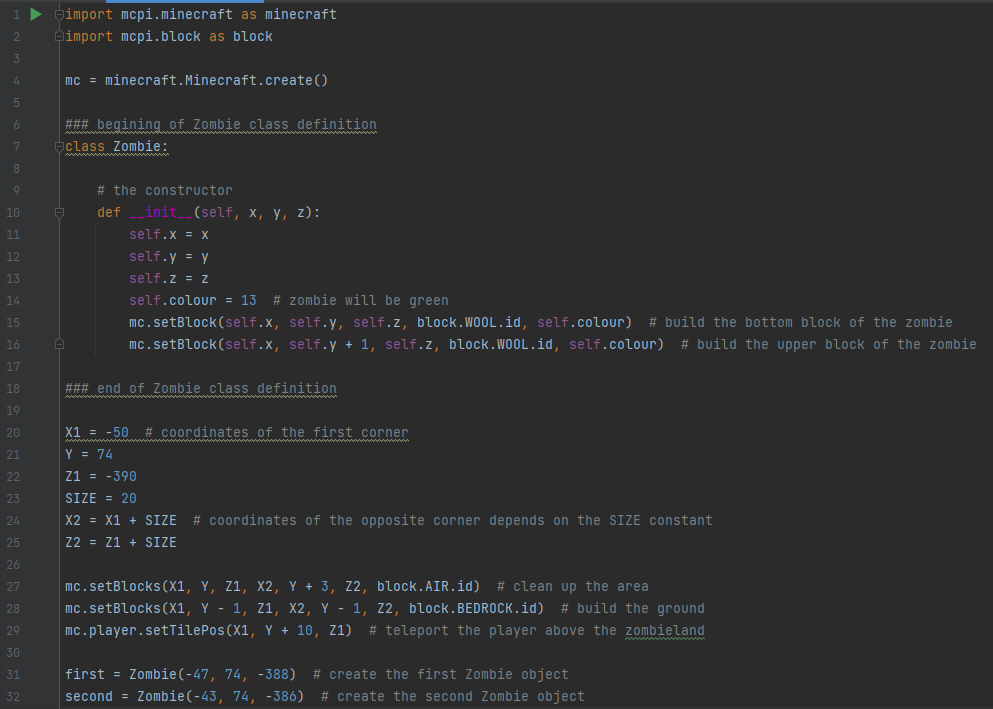 1 import mcpi.minecraft as minecraft
2 import mcpi.block as block
3
4 mc = minecraft.Minecraft.create()
5
6 ### begining of Zombie class definition
7 class Zombie:
8
9     # the constructor
10     def __init__(self, x, y, z):
11         self.x = x
12         self.y = y
13         self.z = z
14         self.colour = 13  # zombie will be green
15         mc.setBlock(self.x, self.y, self.z, block.WOOL.id, self.colour)  # build the bottom block of the zombie
16         mc.setBlock(self.x, self.y + 1, self.z, block.WOOL.id, self.colour)  # build the upper block of the zombie
17
18 ### end of Zombie class definition
19
20 X1 = -50  # coordinates of the first corner
21 Y = 74
22 Z1 = -390
23 SIZE = 20
24 X2 = X1 + SIZE  # coordinates of the opposite corner depends on the SIZE constant
25 Z2 = Z1 + SIZE
26
27 mc.setBlocks(X1, Y, Z1, X2, Y + 3, Z2, block.AIR.id)  # clean up the area
28 mc.setBlocks(X1, Y - 1, Z1, X2, Y - 1, Z2, block.BEDROCK.id)  # build the ground
29 mc.player.setTilePos(X1, Y + 10, Z1)  # teleport the player above the zombieland
30
31 first = Zombie(-47, 74, -388)  # create the first Zombie object
32 second = Zombie(-43, 74, -386)  # create the second Zombie object